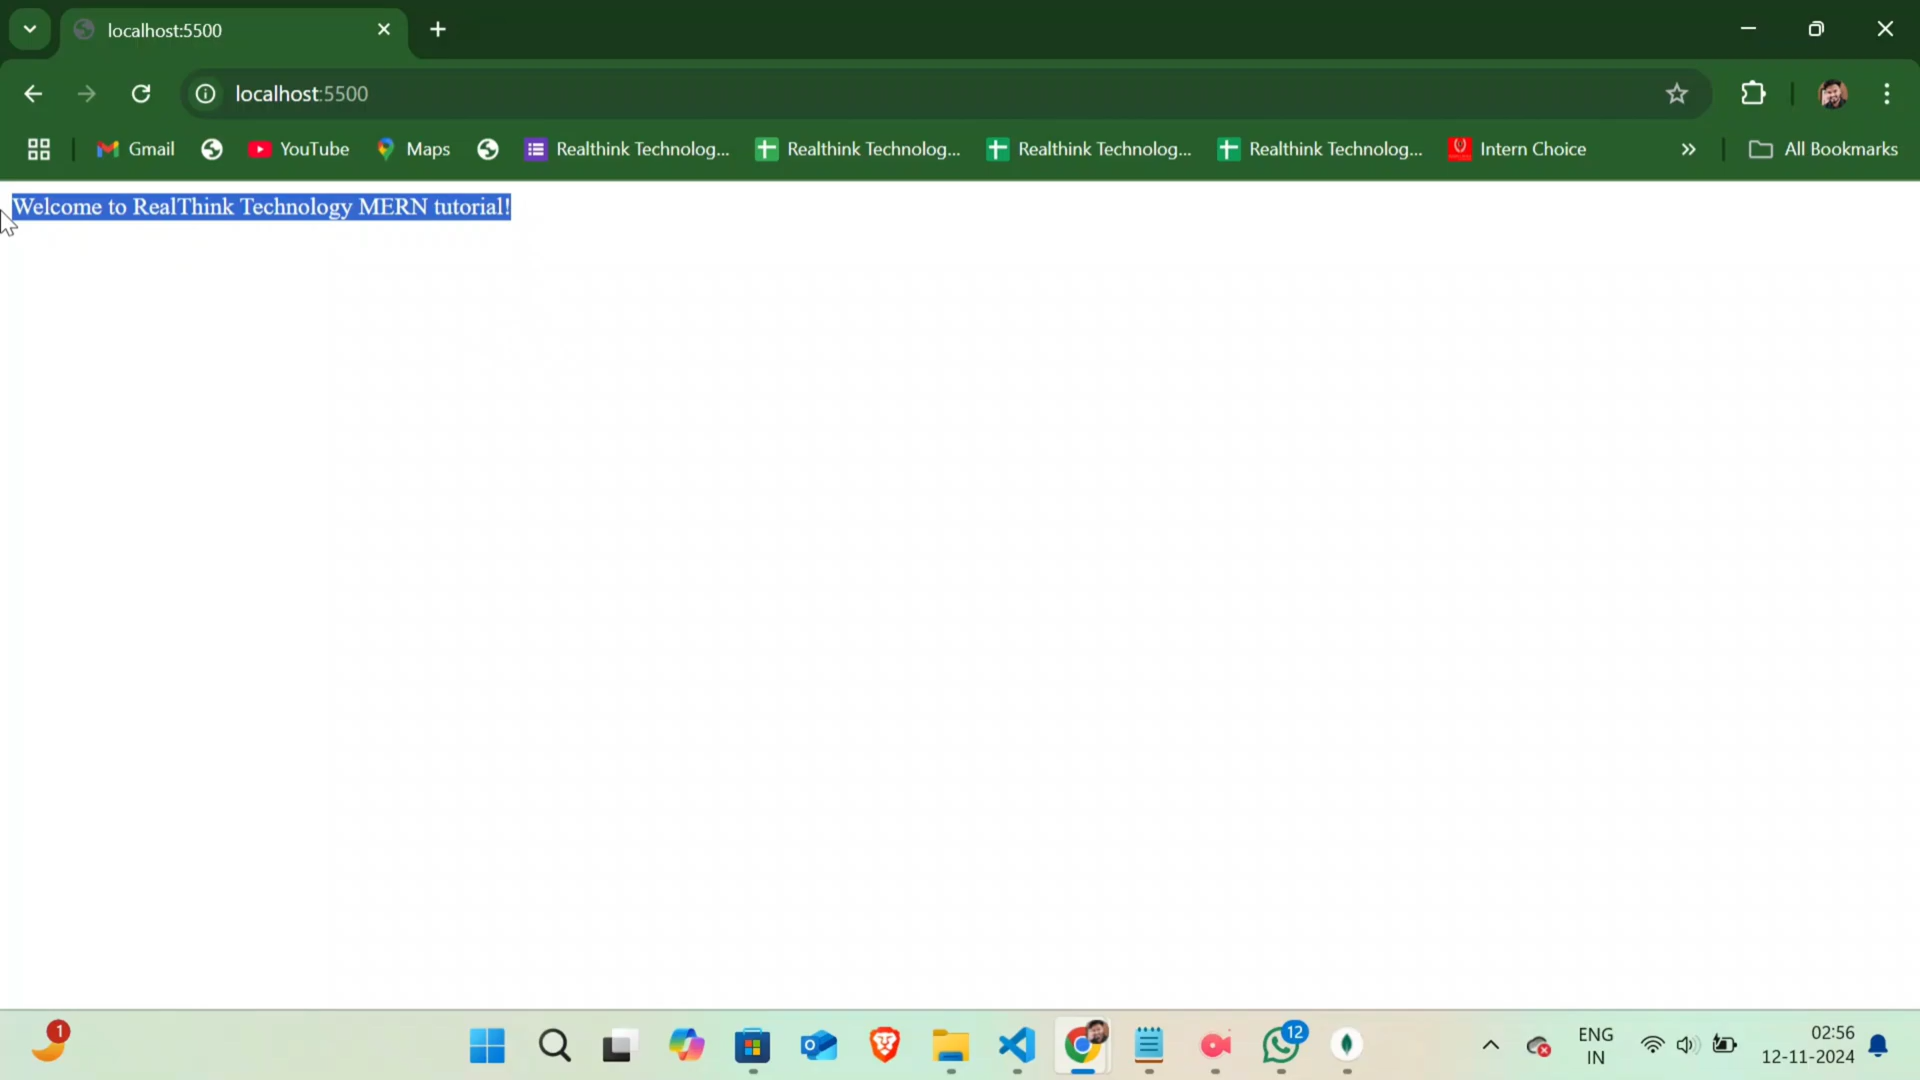 localhost:5500
localhost:5500
Gmail YouTube Maps Realthink Technolog... Realthink Technolog... Realthink Technolog... Realthink Technolog... Intern Choice All Bookmarks
Welcome to RealThink Technology MERN tutorial!
1
12
ENG
IN
02:56
12-11-2024